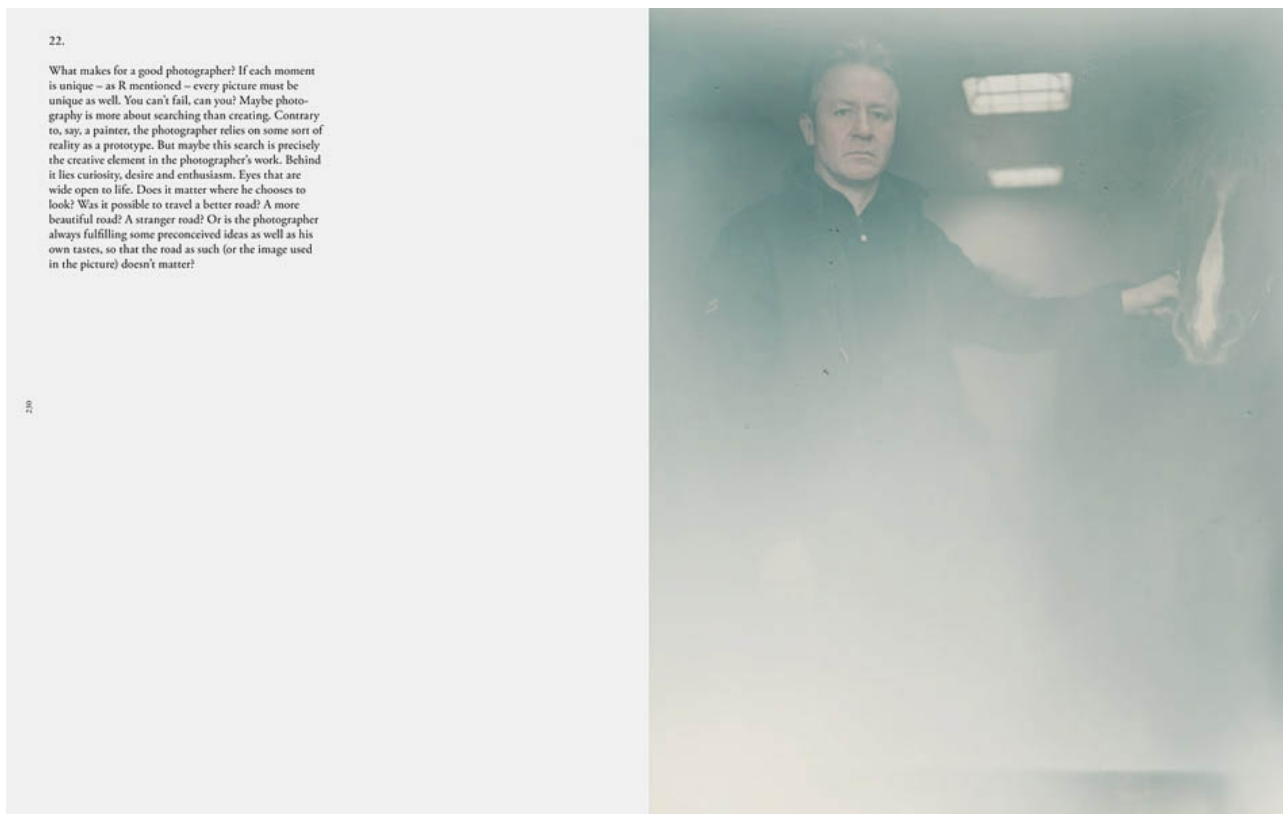 22.
What makes for a good photographer? If each moment
is unique – as R mentioned – every picture must be
unique as well. You can't fail, can you? Maybe photo-
graphy is more about searching than creating. Contrary
to, say, a painter, the photographer relies on some sort of
reality as a prototype. But maybe this search is precisely
the creative element in the photographer's work. Behind
it lies curiosity, desire and enthusiasm. Eyes that are
wide open to life. Does it matter where he chooses to
look? Was it possible to travel a better road? A more
beautiful road? A stranger road? Or is the photographer
always fulfilling some preconceived ideas as well as his
own tastes, so that the road as such (or the image used
in the picture) doesn't matter?
230